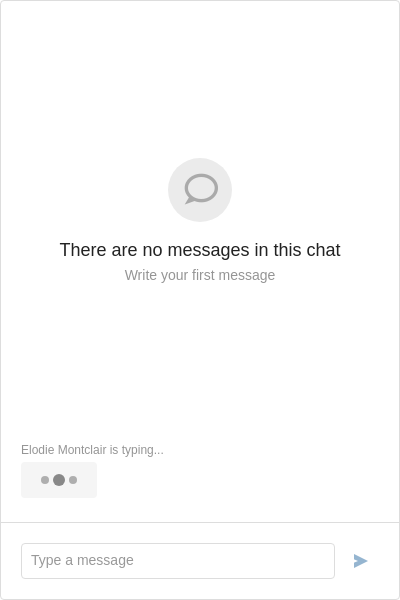 There are no messages in this chat
Write your first message
Elodie Montclair is typing...
Type a message